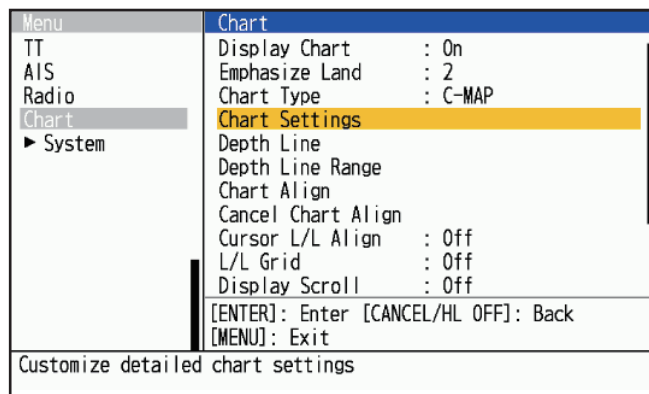 Menu
TT
AIS
Radio
Chart
► System
Chart
Display Chart : On
Emphasize Land : 2
Chart Type : C-MAP
Chart Settings
Depth Line
Depth Line Range
Chart Align
Cancel Chart Align
Cursor L/L Align : Off
L/L Grid : Off
Display Scroll : Off
[ENTER]: Enter [CANCEL/HL OFF]: Back
[MENU]: Exit
Customize detailed chart settings